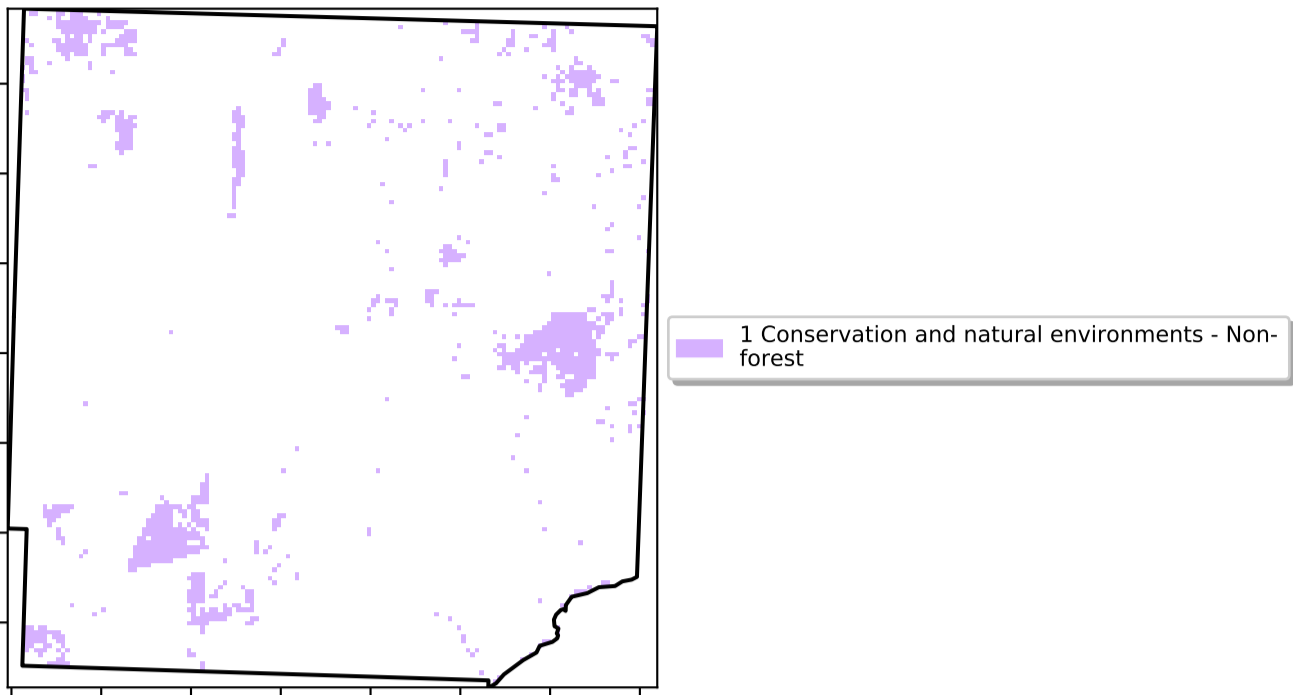 1 Conservation and natural environments - Non-
forest